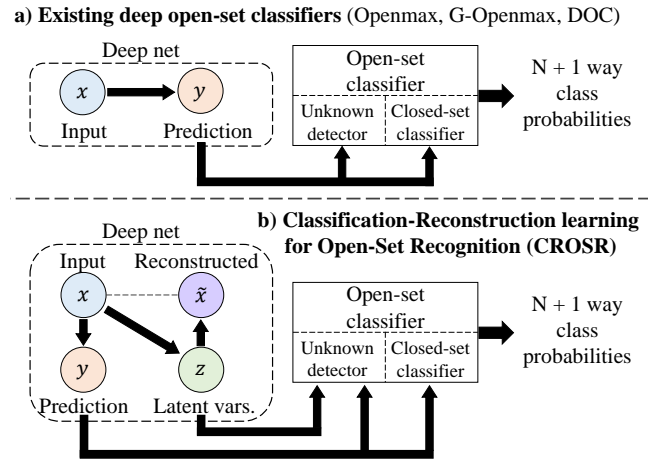 a) Existing deep open-set classifiers (Openmax, G-Openmax, DOC)
Deep net
x
y
Input
Prediction
Open-set
classifier
Unknown
detector
Closed-set
classifier
N + 1 way
class
probabilities
b) Classification-Reconstruction learning
for Open-Set Recognition (CROSR)
Deep net
Input
Reconstructed
x
x̃
y
z
Prediction
Latent vars.
Open-set
classifier
Unknown
detector
Closed-set
classifier
N + 1 way
class
probabilities